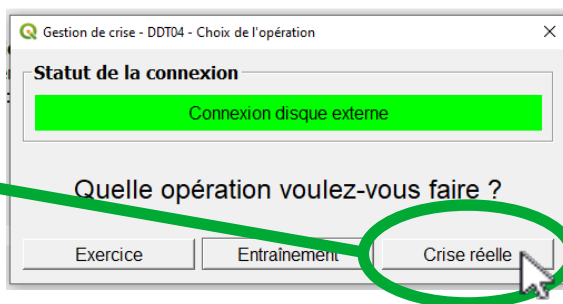 Gestion de crise - DDT04 - Choix de l'opération
Statut de la connexion
Connexion disque externe
Quelle opération voulez-vous faire ?
Exercice
Entraînement
Crise réelle